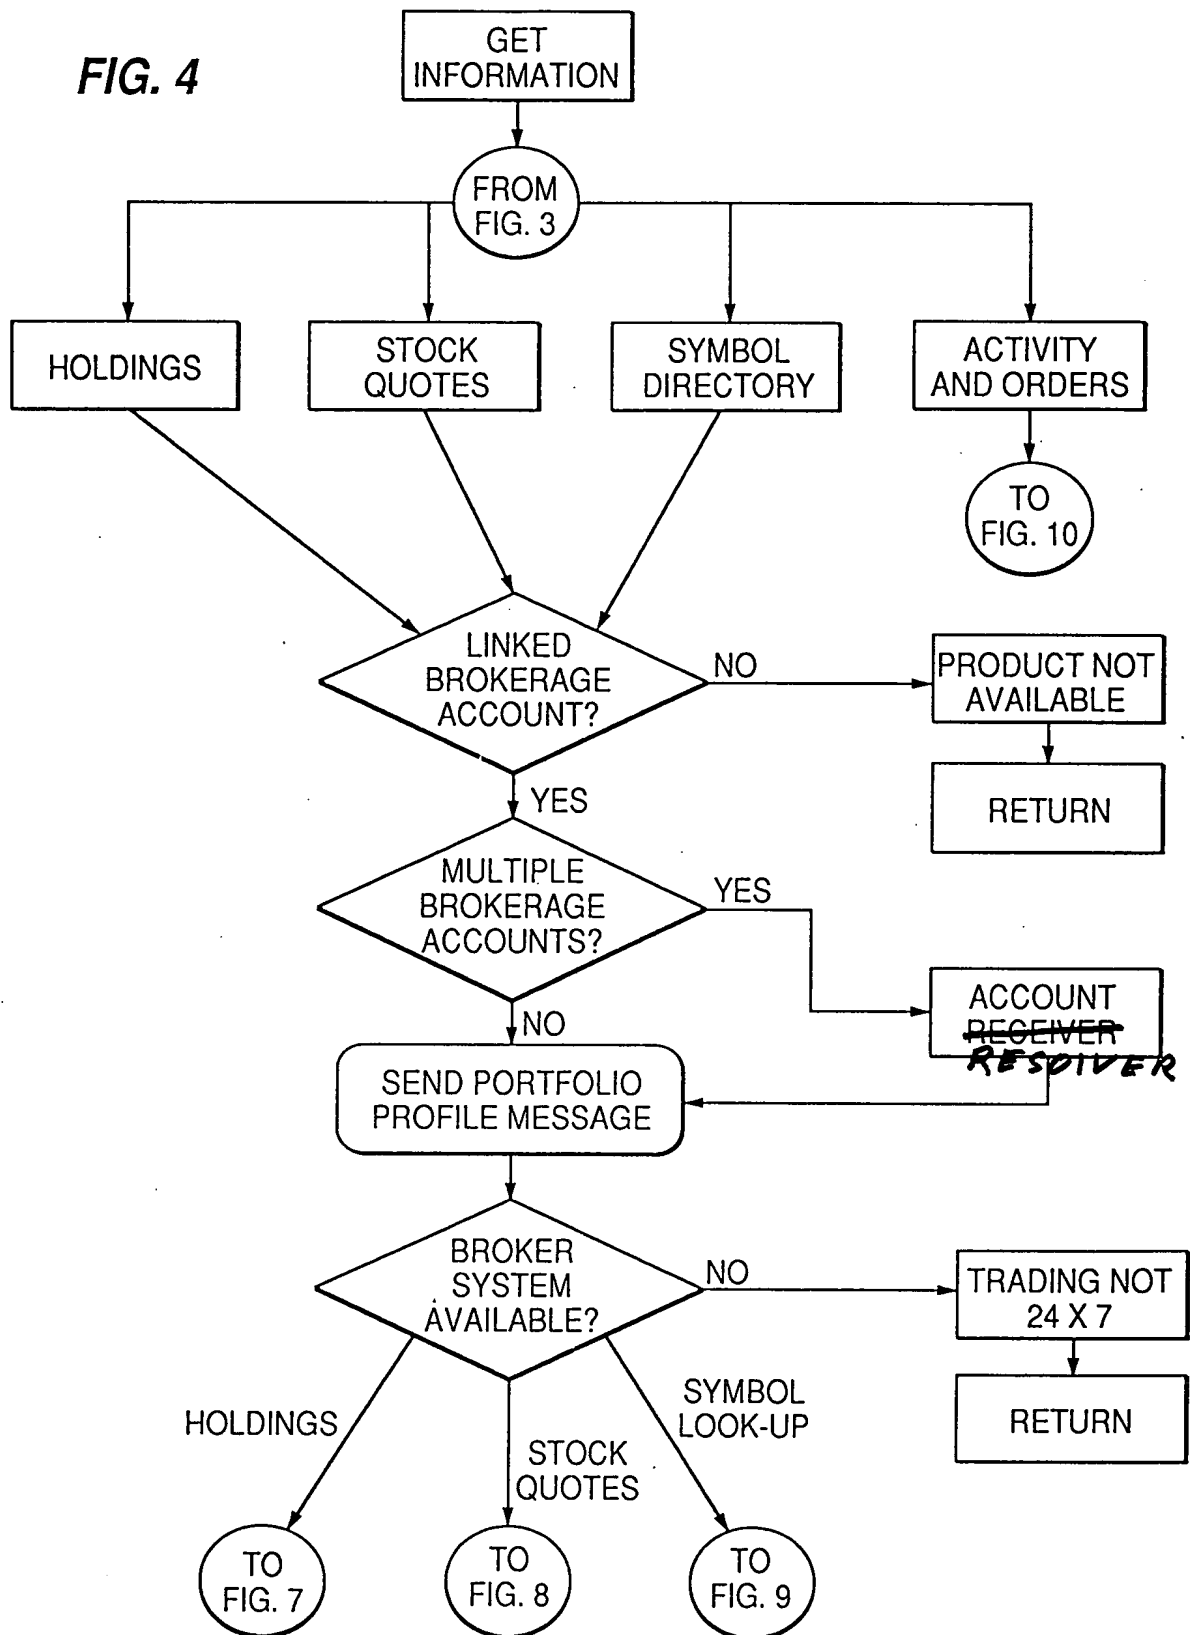 FIG. 4
GET
INFORMATION
FROM
FIG. 3
HOLDINGS
STOCK
QUOTES
SYMBOL
DIRECTORY
ACTIVITY
AND ORDERS
TO
FIG. 10
LINKED
BROKERAGE
ACCOUNT?
NO
PRODUCT NOT
AVAILABLE
YES
RETURN
MULTIPLE
BROKERAGE
ACCOUNTS?
YES
ACCOUNT
RECEIVER
RESOLVER
NO
SEND PORTFOLIO
PROFILE MESSAGE
BROKER
SYSTEM
AVAILABLE?
NO
TRADING NOT
24 X 7
RETURN
HOLDINGS
STOCK
QUOTES
SYMBOL
LOOK-UP
TO
FIG. 7
TO
FIG. 8
TO
FIG. 9